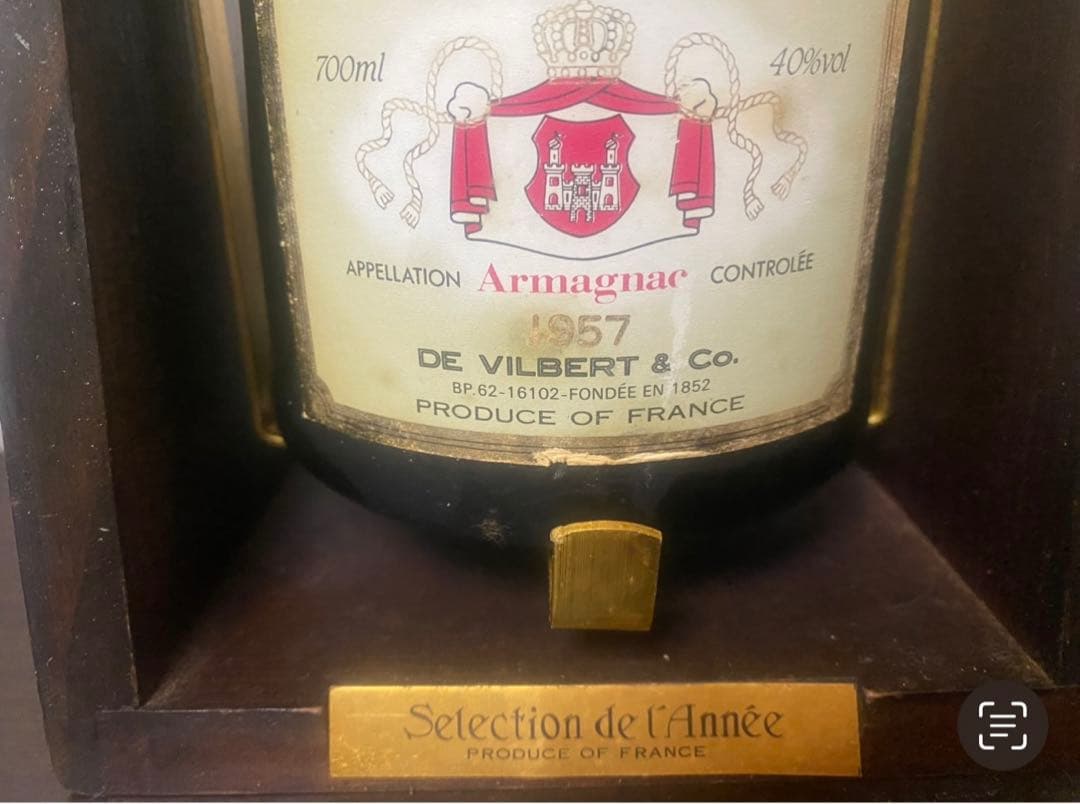 700ml 40%vol
APPELLATION Armagnac CONTROLÉE
1957
DE VILBERT & Co.
BP.62-16102-FONDÉE EN 1852
PRODUCE OF FRANCE
Selection de l'Année
PRODUCE OF FRANCE